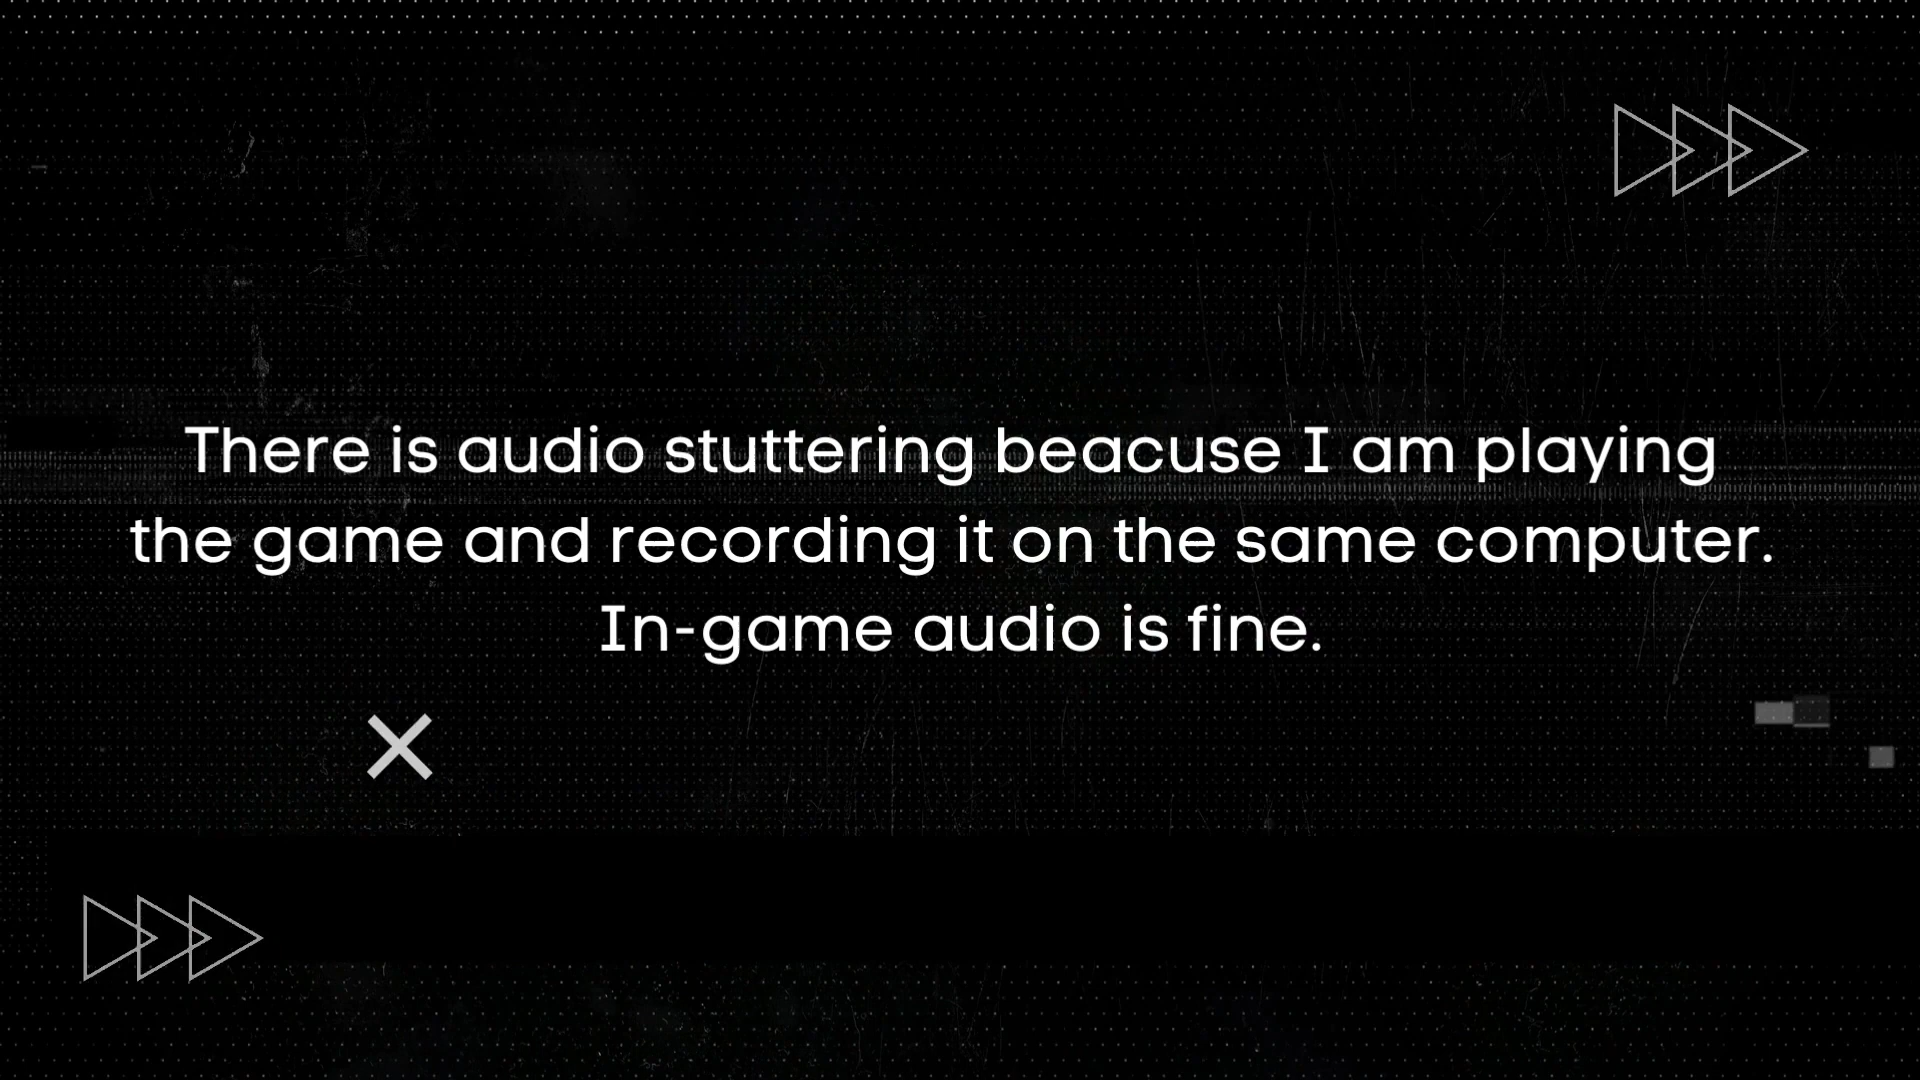 There is audio stuttering beacuse I am playing
the game and recording it on the same computer.
In-game audio is fine.